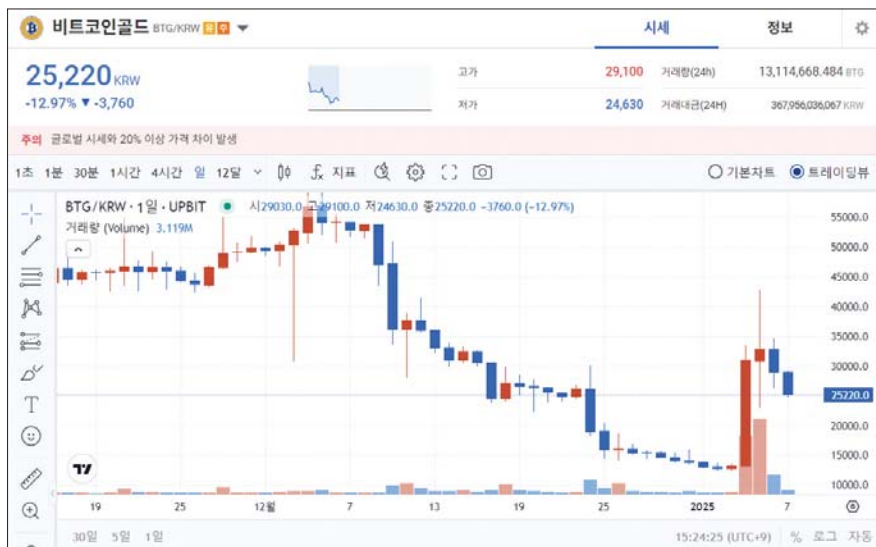 비트코인골드 BTG/KRW 유 주
시세 정보
25,220 KRW
-12.97% ▼ -3,760
고가 29,100 거래량(24h) 13,114,668.484 BTG
저가 24,630 거래대금(24H) 367,956,036,067 KRW
주의 글로벌 시세와 20% 이상 가격 차이 발생
1초 1분 30분 1시간 4시간 일 12달 지표 기본차트 트레이딩뷰
BTG/KRW · 1일 · UPBIT 시29030.0 고29100.0 저24630.0 종25220.0 -3760.0 (-12.97%)
거래량 (Volume) 3.119M
55000.0
50000.0
45000.0
40000.0
35000.0
30000.0
25220.0
20000.0
15000.0
10000.0
19 25 12월 7 13 19 25 2025 7
30일 5일 1일 15:24:25 (UTC+9) % 로그 자동